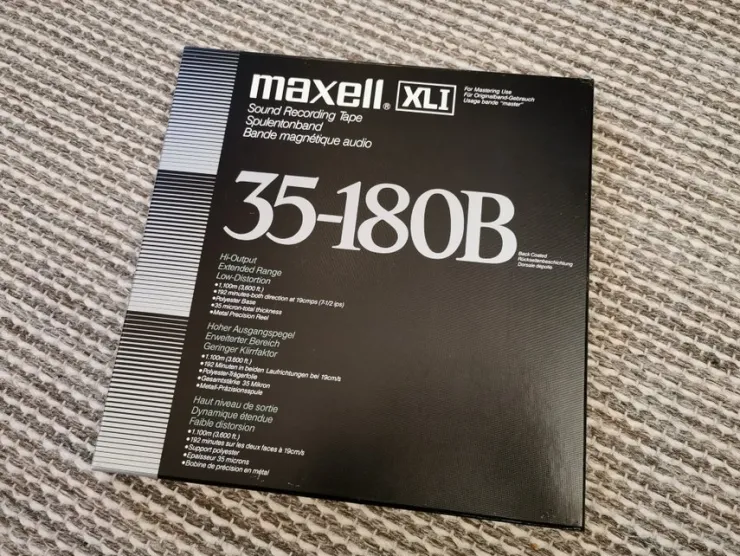 maxell® XLI
For Mastering Use
Für Originalband-Gebrauch
Usage bande "master"
Sound Recording Tape
Spulentonband
Bande magnétique audio
35-180B
Back-Coated
Rückseitenbeschichtung
Dorsale dépolie
Hi-Output
Extended Range
Low-Distortion
•1,100m (3,600 ft.)
•192 minutes-both direction at 19cmps (7-1/2 ips)
•Polyester Base
•35 micron-total thickness
•Metal Precision Reel
Hoher Ausgangspegel
Erweiterter Bereich
Geringer Klirrfaktor
•1.100m (3,600 ft.)
•192 Minuten in beiden Laufrichtungen bei 19cm/s
•Polyester-Trägerfolie
•Gesamtstärke 35 Mikron
•Metall-Präzisionsspule
Haut niveau de sortie
Dynamique étendue
Faible distorsion
•1.100m (3,600 ft.)
•192 minutes sur les deux faces à 19cm/s
•Support polyester
•Epaisseur 35 microns
•Bobine de précision en métal